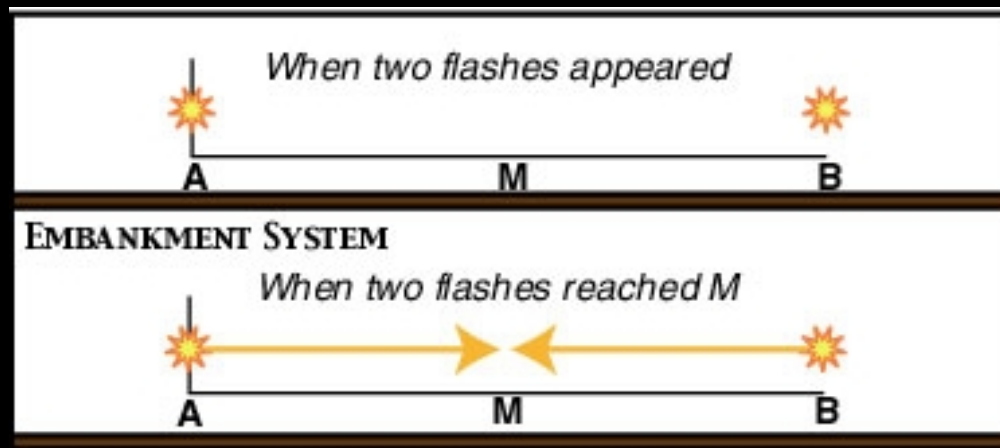 When two flashes appeared
A M B
EMBANKMENT SYSTEM
When two flashes reached M
A M B